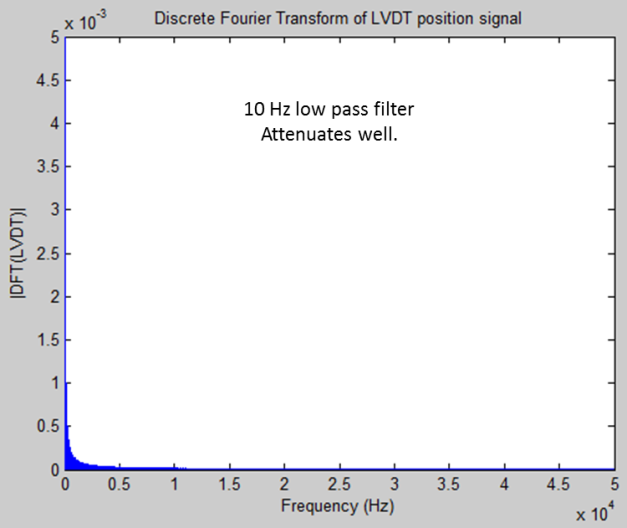 Discrete Fourier Transform of LVDT position signal
x 10^-3
5
4.5
4
3.5
3
2.5
2
1.5
1
0.5
0
|DFT(LVDT)|
10 Hz low pass filter
Attenuates well.
0 0.5 1 1.5 2 2.5 3 3.5 4 4.5 5
Frequency (Hz)
x 10^4